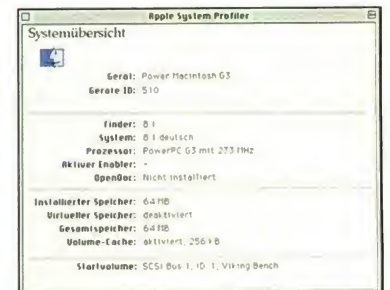 Apple System Profiler
Systemübersicht
Gerät: Power Macintosh G3
Geräte ID: 510
Finder: 8.1
System: 8.1 deutsch
Prozessor: PowerPC G3 mit 233 MHz
Aktiver Enabler: -
OpenDoc: Nicht installiert
Installierter Speicher: 64 MB
Virtueller Speicher: deaktiviert
Gesamtspeicher: 64 MB
Volume-Cache: aktiviert, 256 kB
Startvolume: SCSI Bus 1, ID 1, Viking Bench